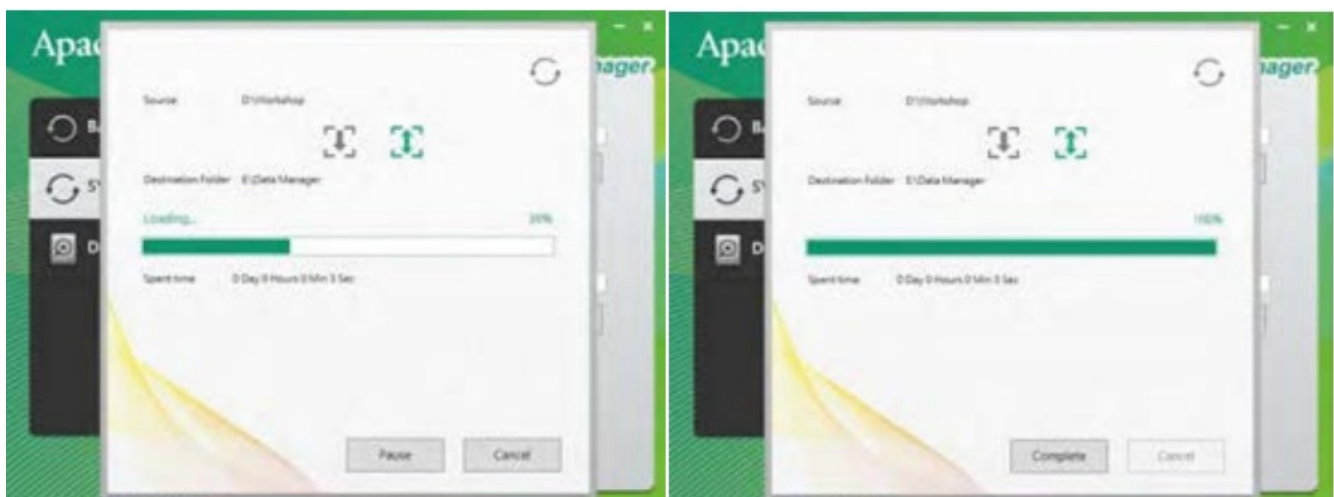 Apac
ager
Source D:\Workshop
Destination Folder E:\Data Manager
Loading...
Spent time 0 Day 0 Hours 0 Min 3 Sec
Pause Cancel
Apac
ager
Source D:\Workshop
Destination Folder E:\Data Manager
100%
Spent time 0 Day 0 Hours 0 Min 3 Sec
Complete Cancel